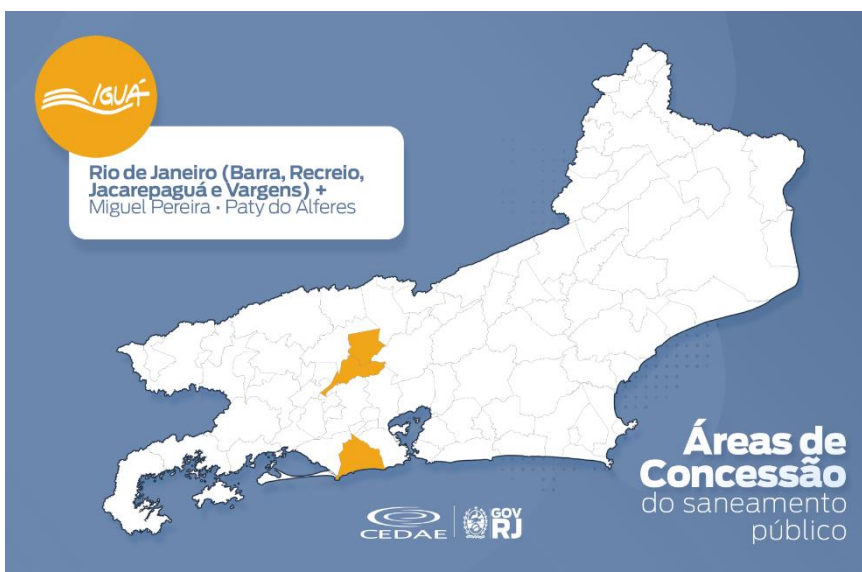 IGUÁ
Rio de Janeiro (Barra, Recreio,
Jacarepaguá e Vargens) +
Miguel Pereira • Paty do Alferes
Áreas de
Concessão
do saneamento
público
CEDAE
GOV
RJ